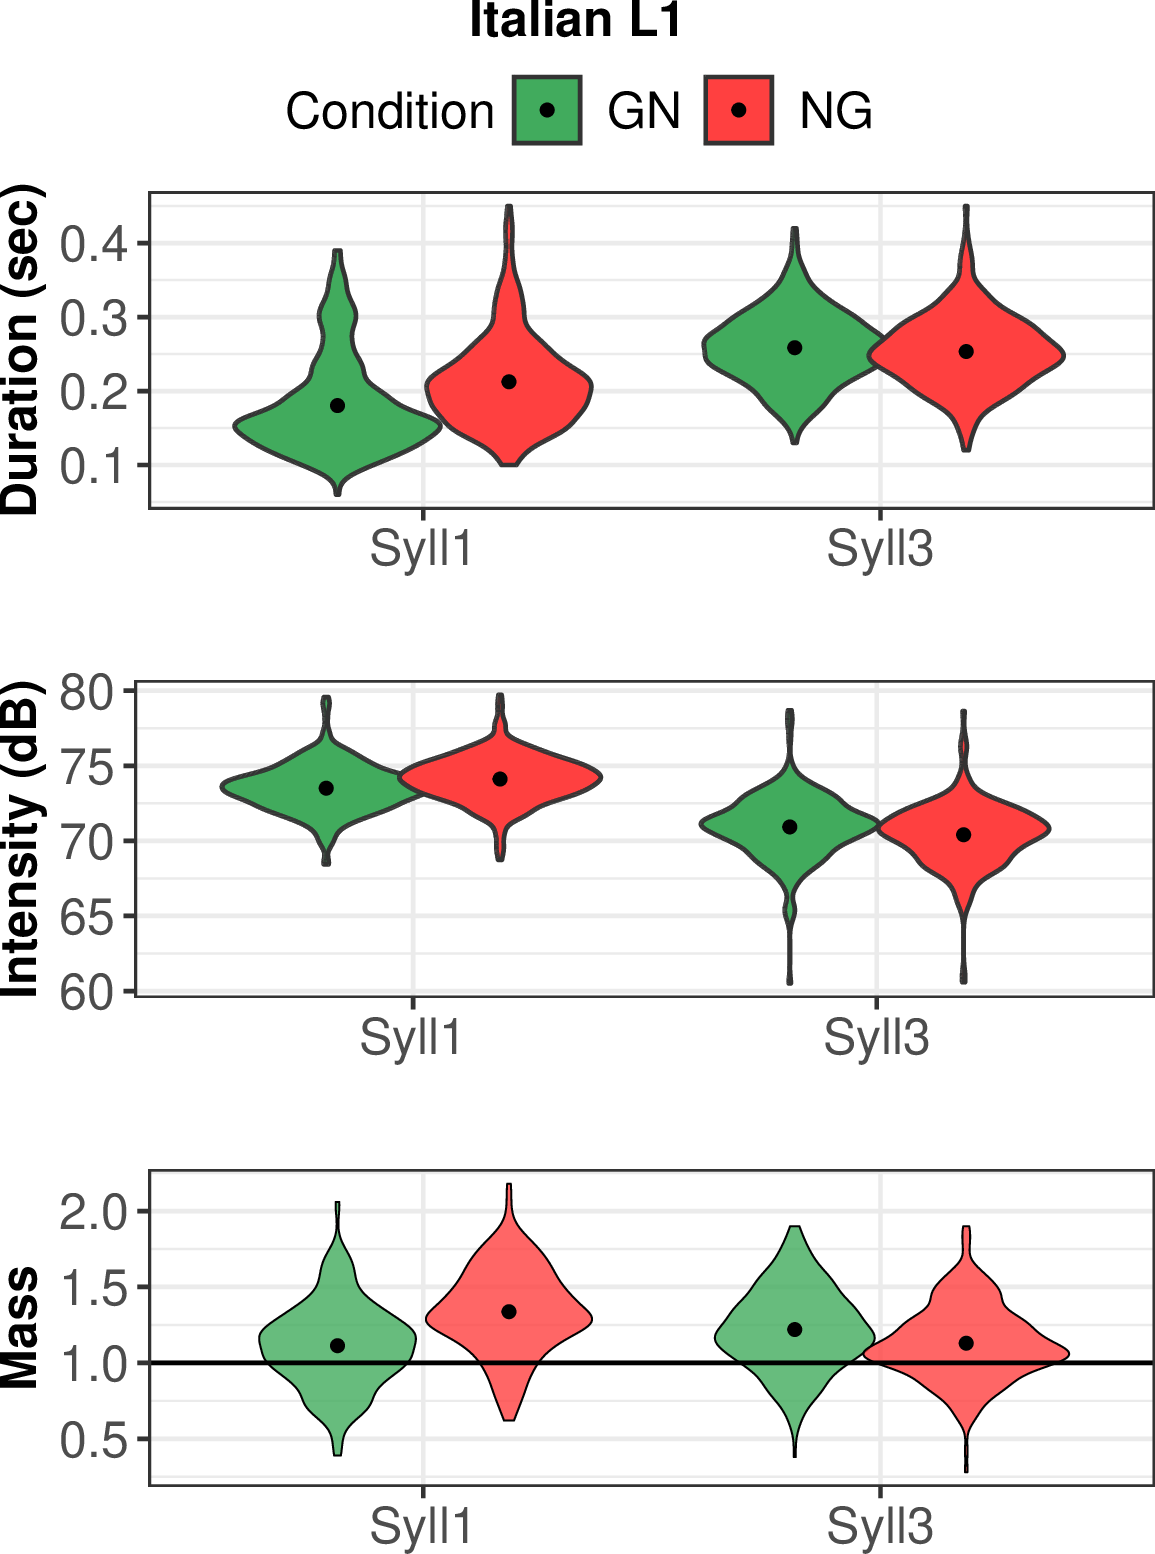 Italian L1
Condition GN NG
Duration (sec)
0.4
0.3
0.2
0.1
Syll1 Syll3
Intensity (dB)
80
75
70
65
60
Syll1 Syll3
Mass
2.0
1.5
1.0
0.5
Syll1 Syll3